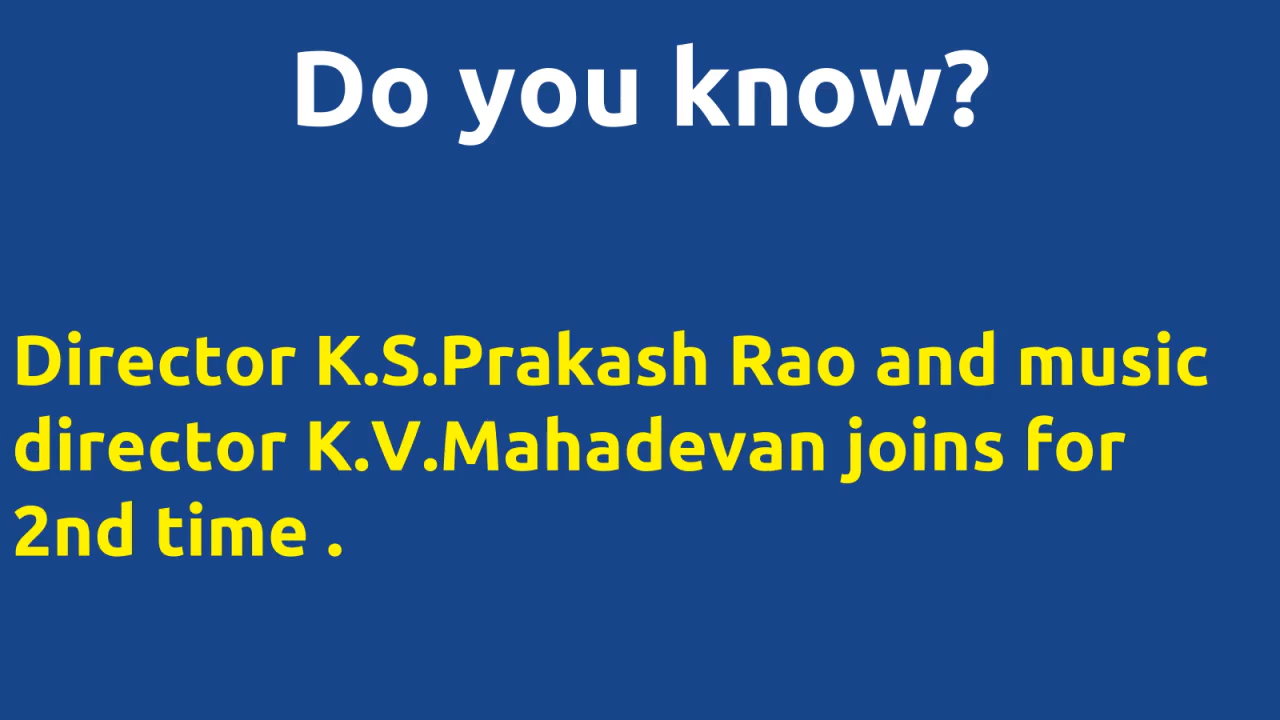 Do you know?
Director K.S.Prakash Rao and music
director K.V.Mahadevan joins for
2nd time .